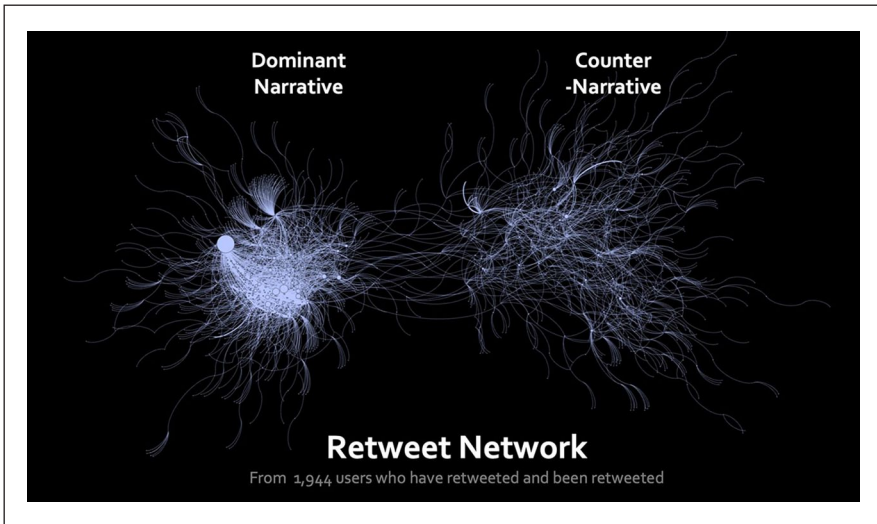 Dominant
Narrative
Counter
-Narrative
Retweet Network
From 1,944 users who have retweeted and been retweeted